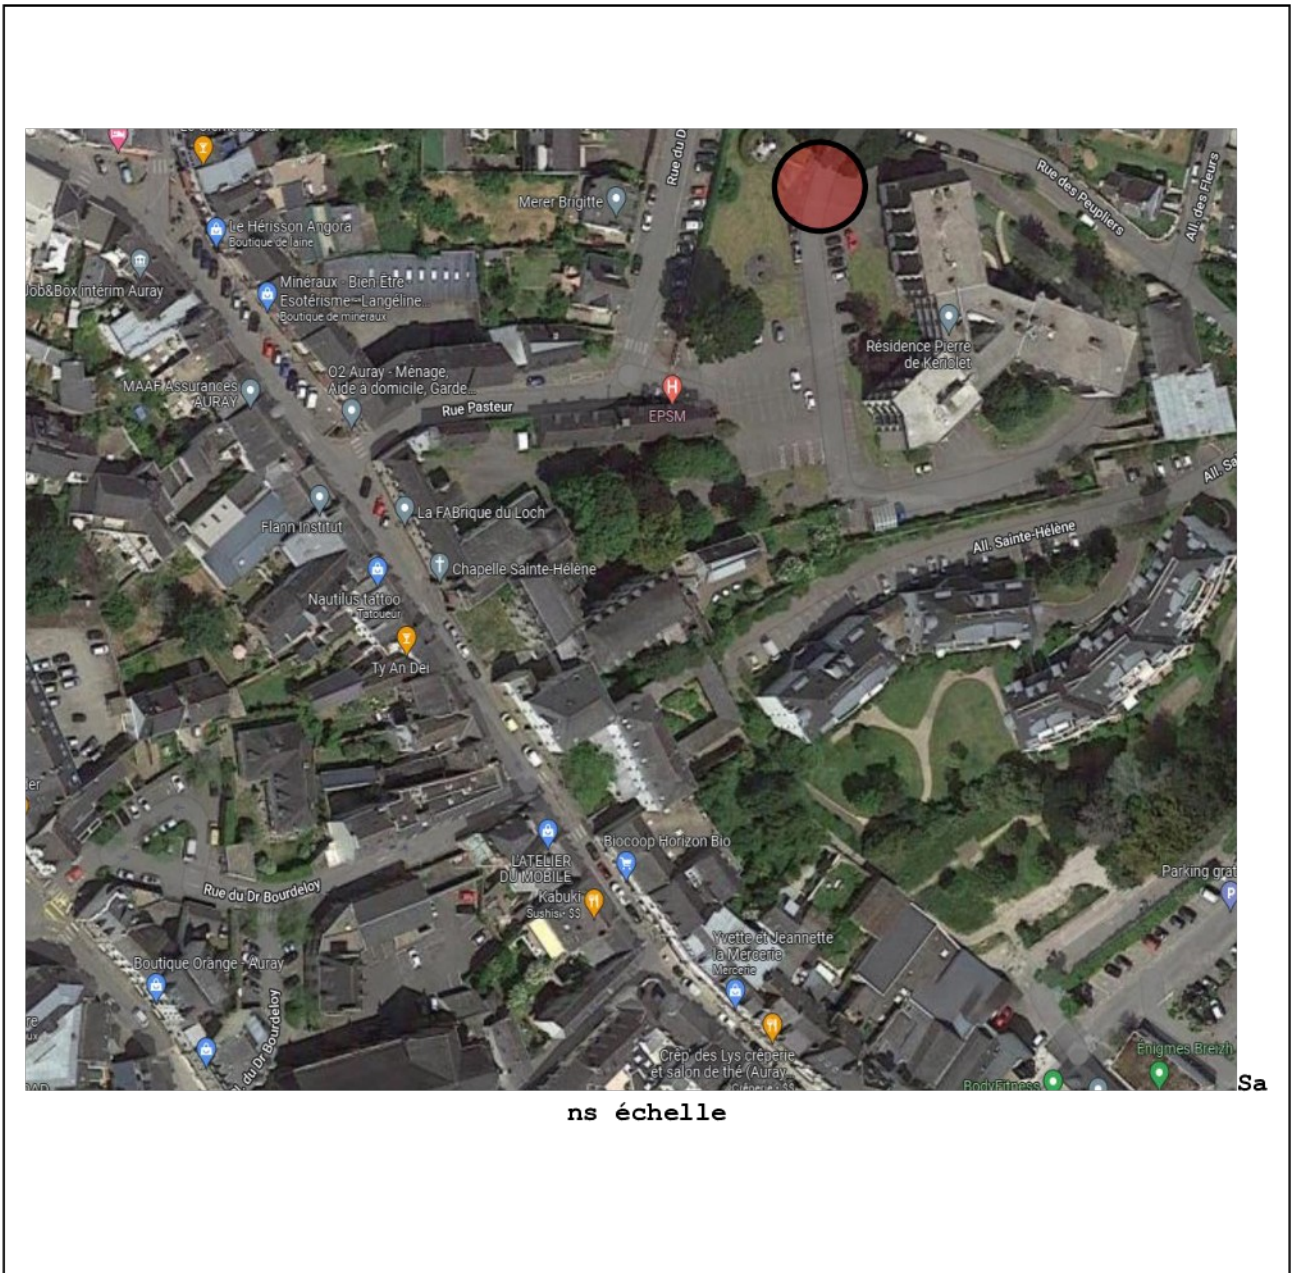 Rue du D
Rue des Peupliers
All. des Fleurs
Merer Brigitte
Le Hérisson Angora
Boutique de laine
Job&Box intérim Auray
Minéraux - Bien Être -
Esotérisme - Langéline...
Boutique de minéraux
Résidence Pierre
de Kériolet
O2 Auray - Ménage,
Aide à domicile, Garde...
MAAF Assurances
AURAY
Rue Pasteur
H
EPSM
All. Sa
La FABrique du Loch
Flann Institut
All. Sainte-Hélène
Chapelle Sainte-Hélène
Nautilus tattoo
Tatoueur
Ty An Dei
Biocoop Horizon Bio
LATELIER
DU MOBILE
Parking grat
P
Rue du Dr Bourdeloy
Kabuki
Sushis • $$
Yvette et Jeannette
la Mercerie
Mercerie
Boutique Orange - Auray
du Dr Bourdeloy
Crêp' des Lys crêperie
et salon de thé (Auray...
Crêperie • $$
Enigmes Breizh
BodyFitness
Sa
ns échelle